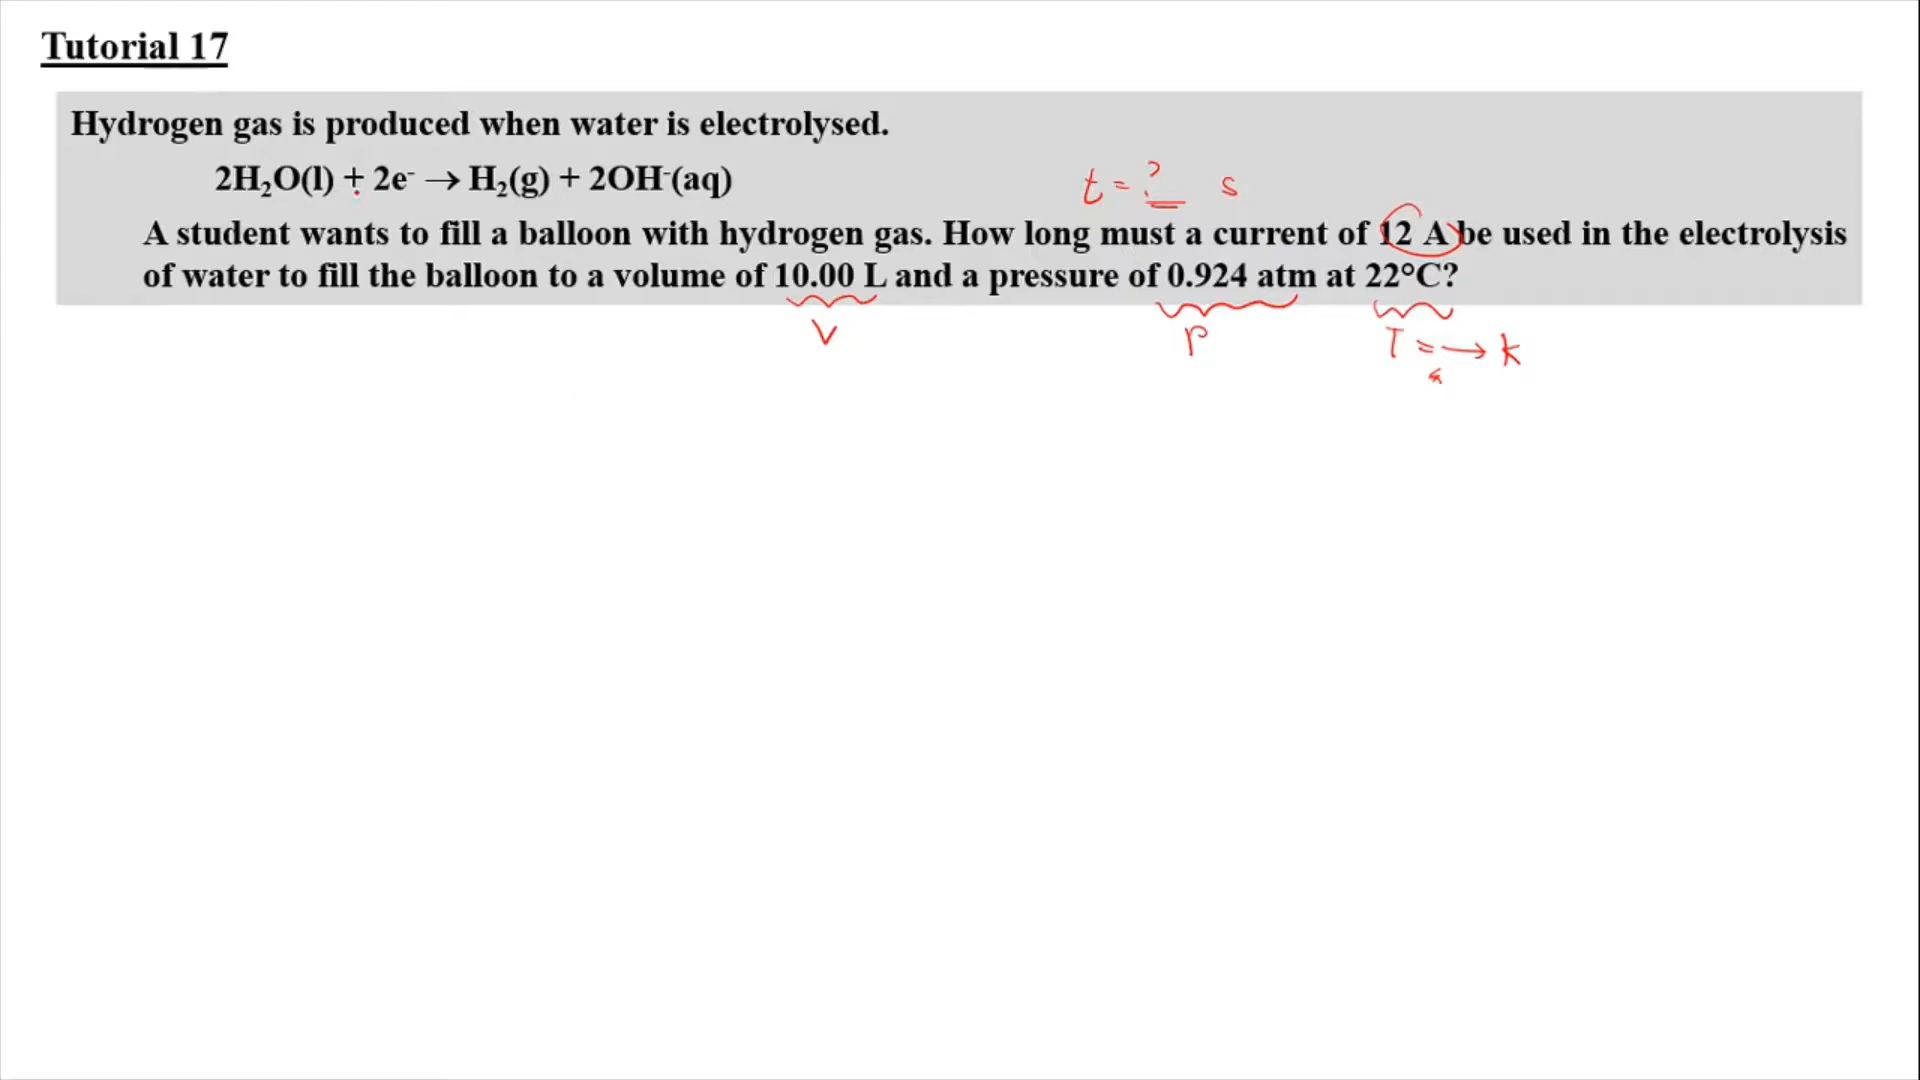 Tutorial 17
Hydrogen gas is produced when water is electrolysed.
2H₂O(l) + 2e⁻ → H₂(g) + 2OH⁻(aq)
t = ? s
A student wants to fill a balloon with hydrogen gas. How long must a current of 12 A be used in the electrolysis
of water to fill the balloon to a volume of 10.00 L and a pressure of 0.924 atm at 22°C?
V P T = → K